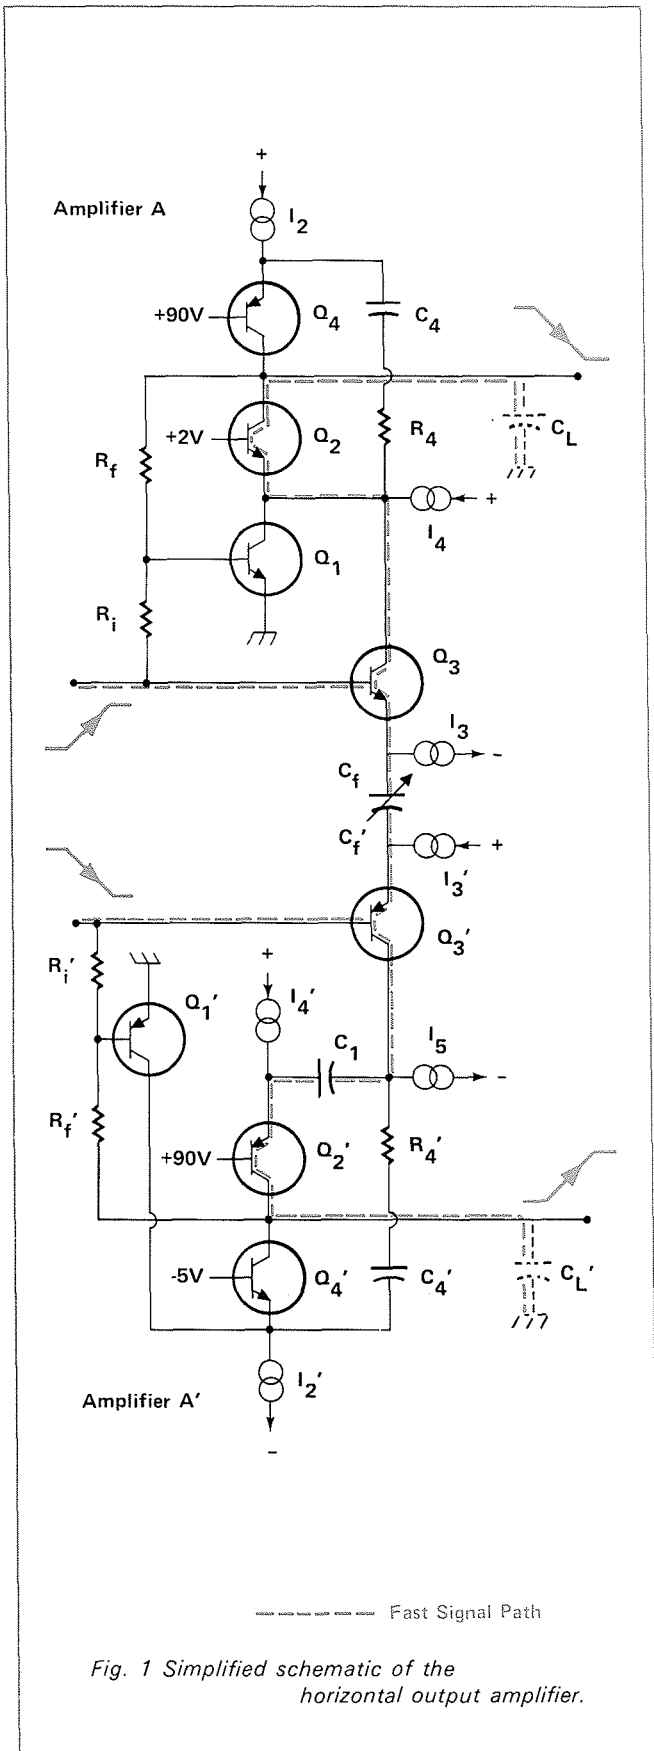 +
Amplifier A
I2
+90V
Q4
C4
+2V
Q2
R4
CL
Rf
+
I4
Q1
Ri
Q3
I3
-
Cf
Cf'
+
I3'
Q3'
Ri'
+
Q1'
I4'
C1
I5
-
Rf'
R4'
+90V
Q2'
-5V
Q4'
C4'
CL'
I2'
Amplifier A'
-
Fast Signal Path
Fig. 1 Simplified schematic of the
horizontal output amplifier.